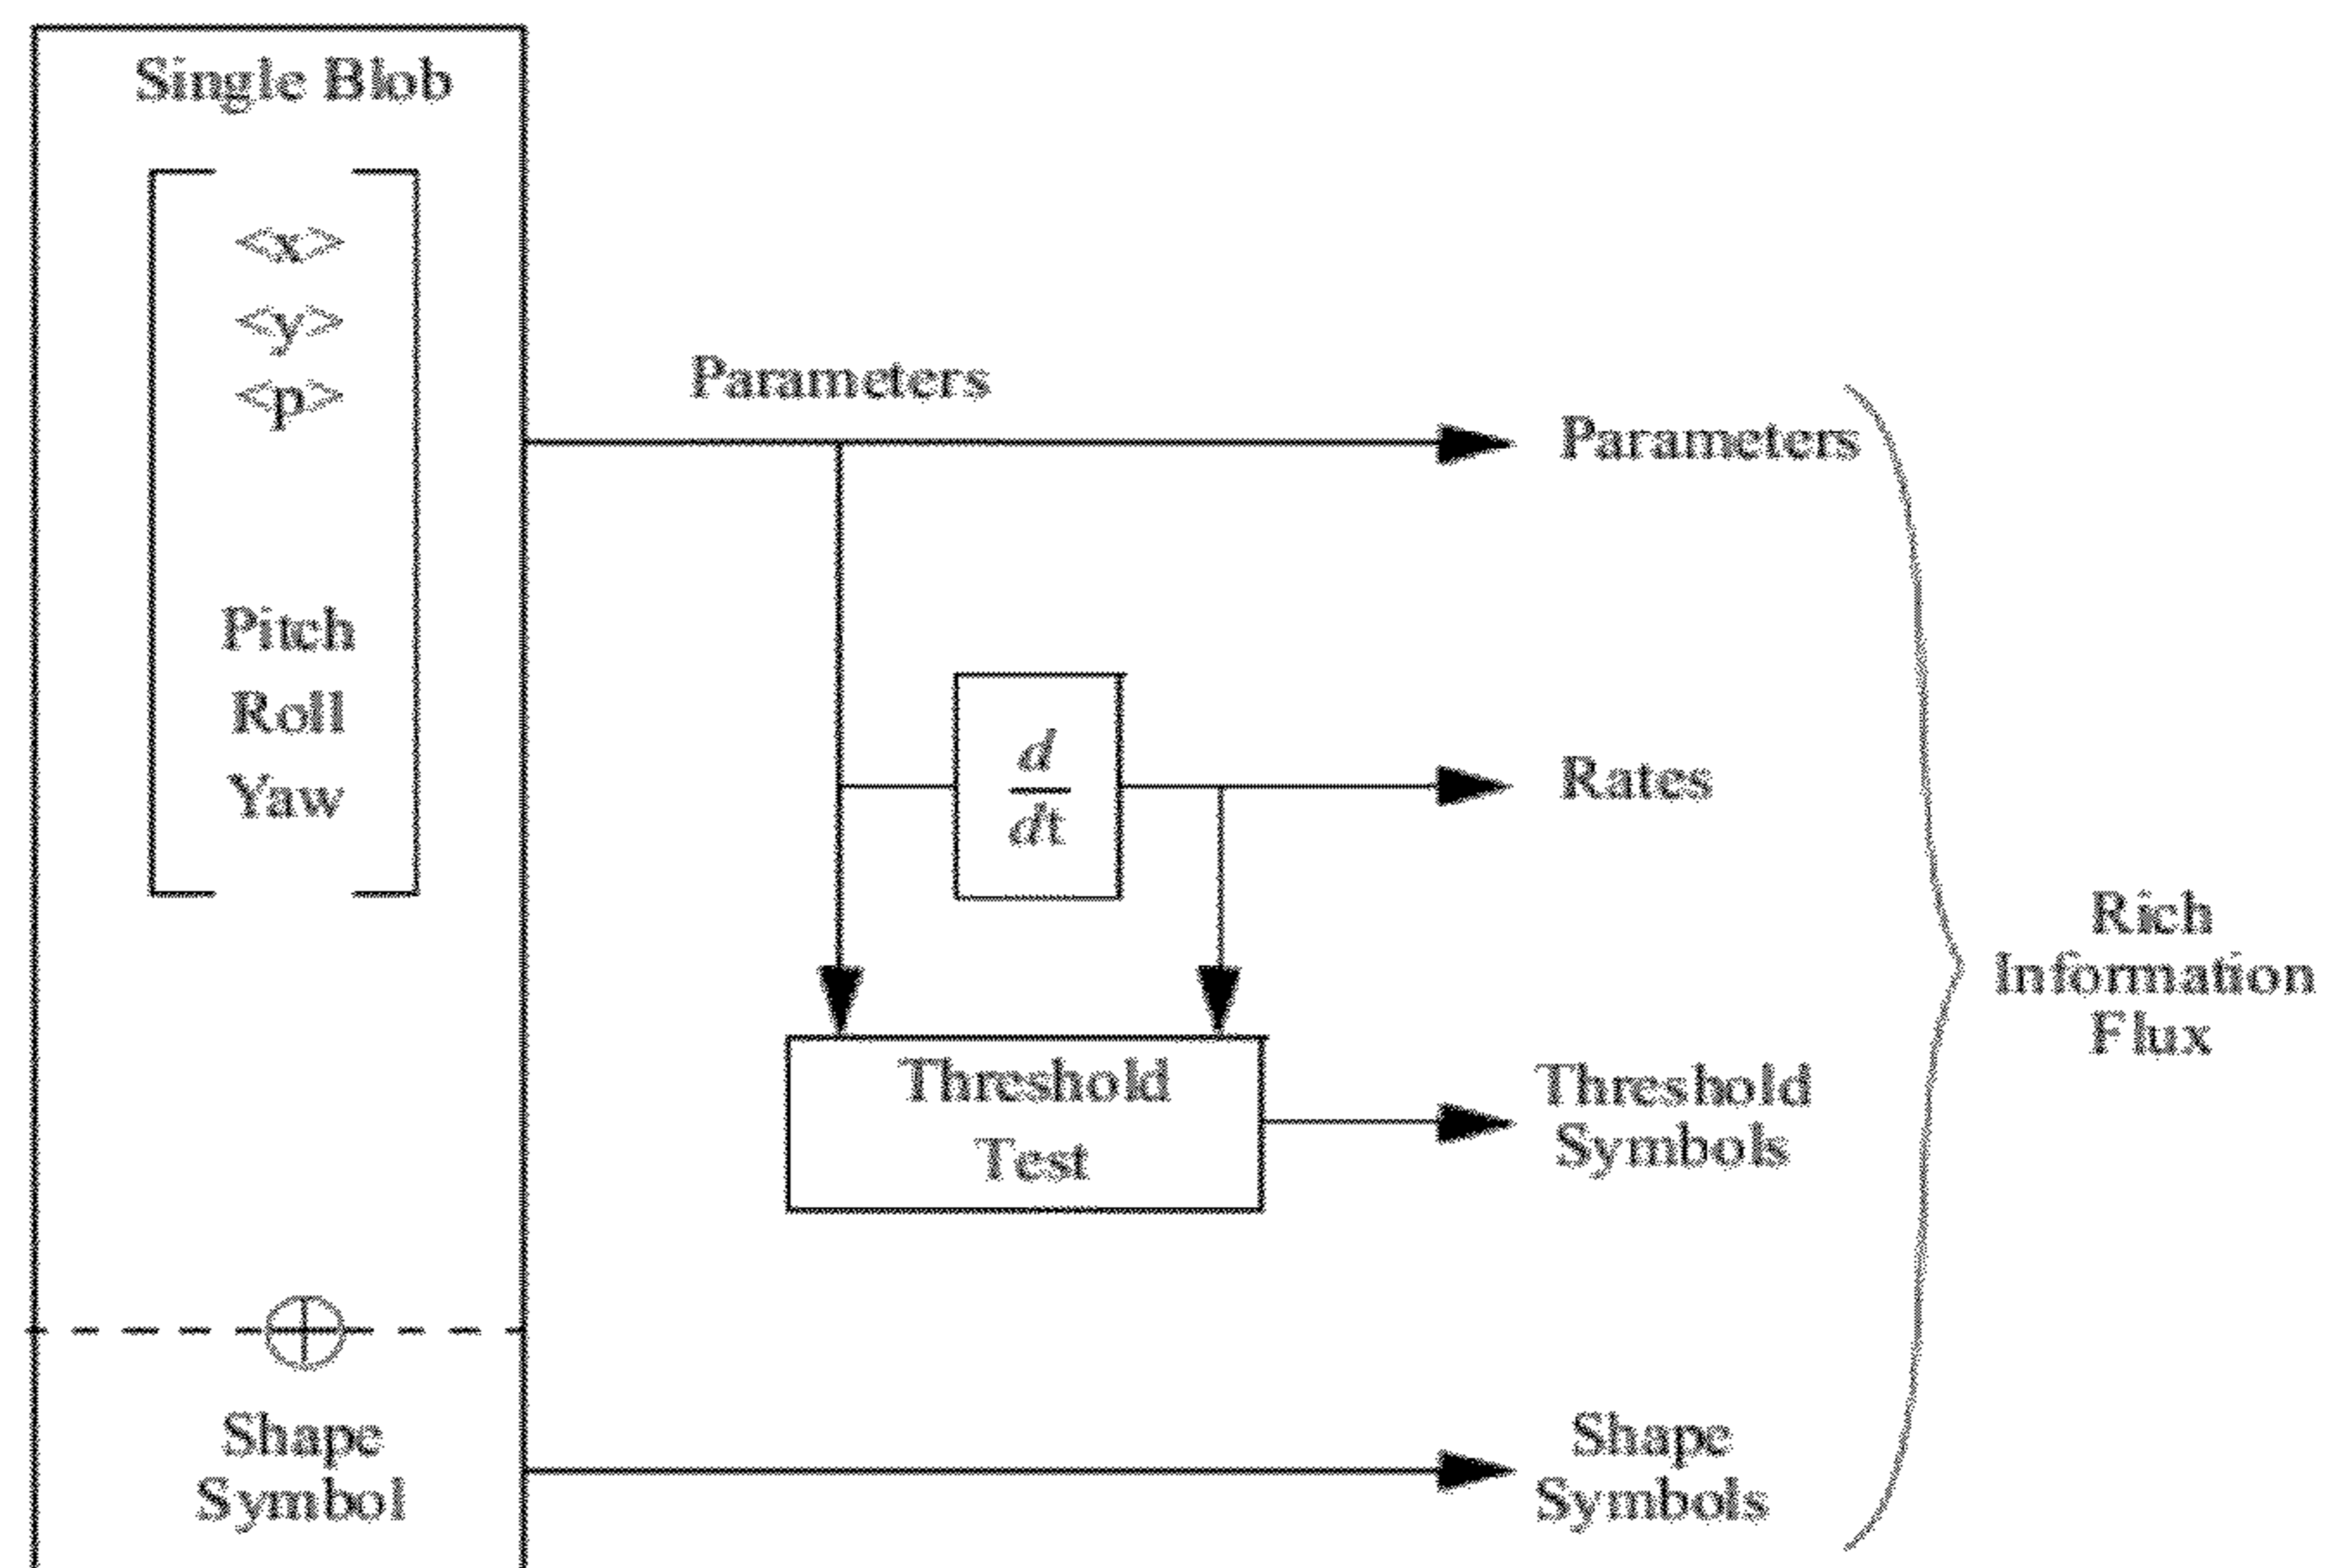 Single Blob
<x>
<y>
<p>
Pitch
Roll
Yaw
Shape
Symbol
Parameters
d
dt
Threshold
Test
Parameters
Rates
Threshold
Symbols
Shape
Symbols
Rich
Information
Flux